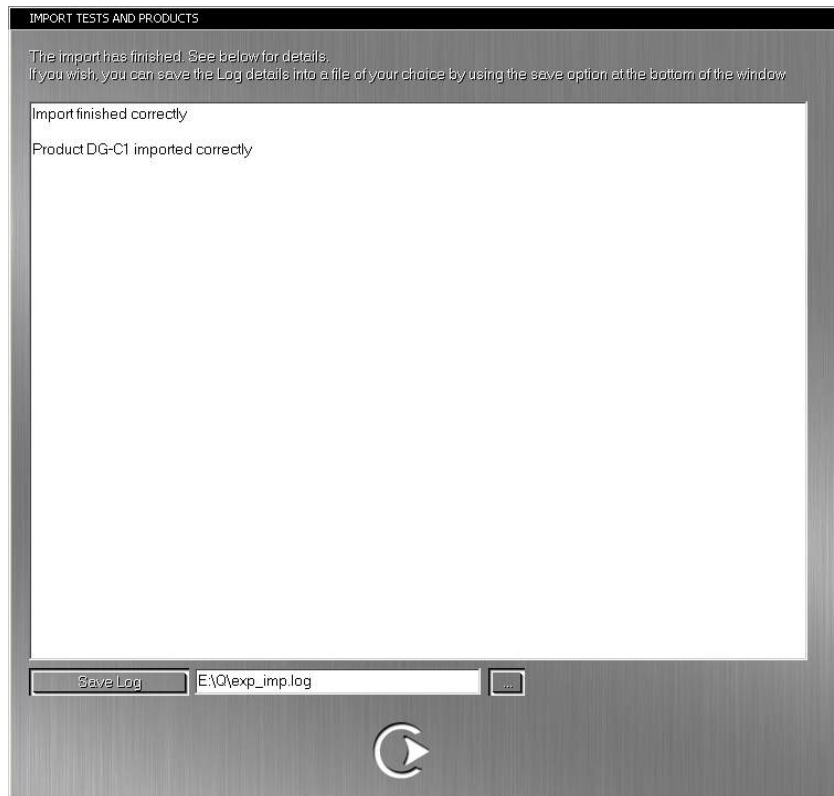 IMPORT TESTS AND PRODUCTS
The import has finished. See below for details.
If you wish, you can save the Log details into a file of your choice by using the save option at the bottom of the window
Import finished correctly
Product DG-C1 imported correctly
Save Log E:\Q\exp_imp.log ...